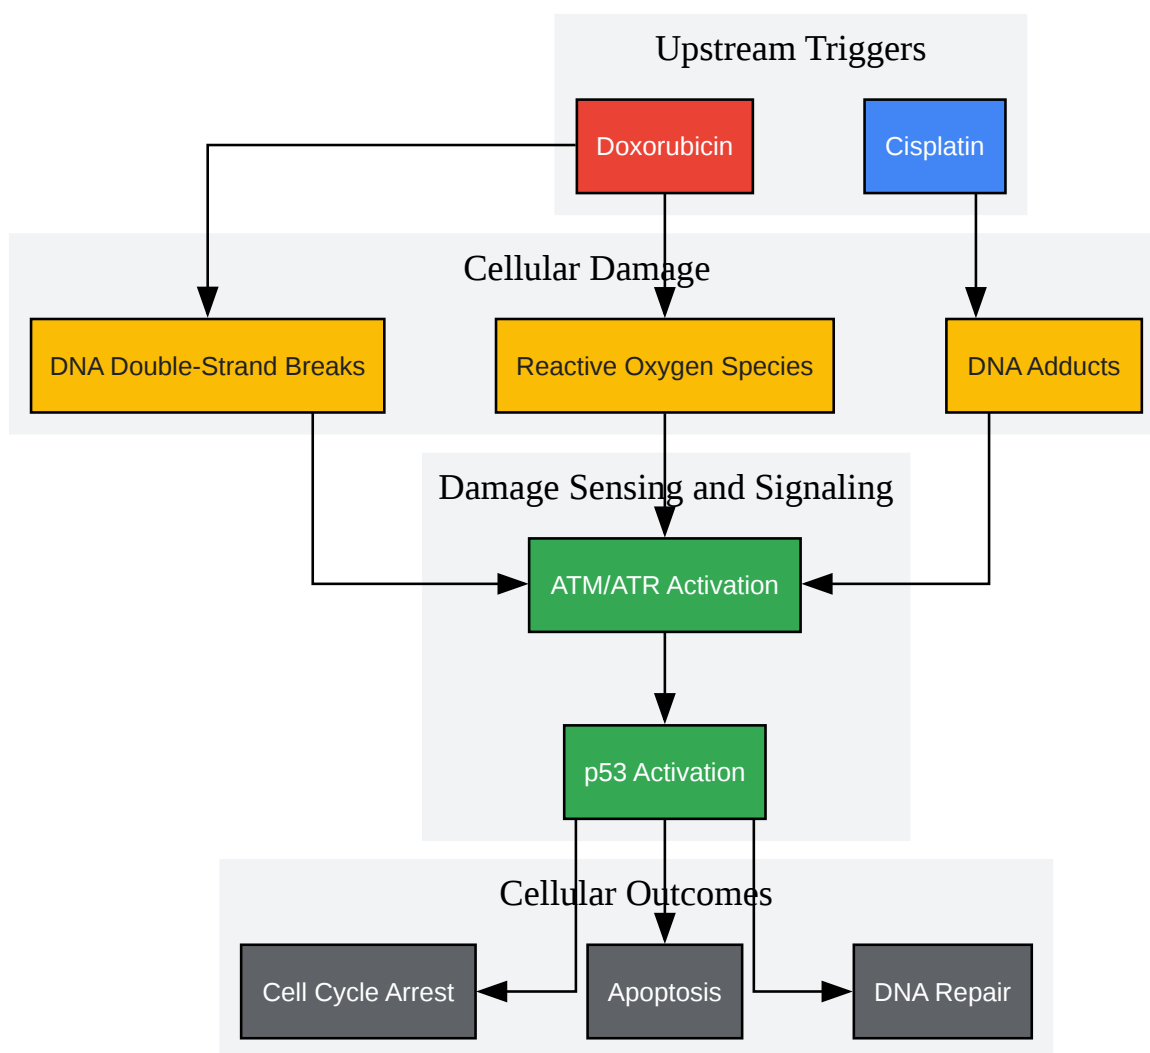 Upstream Triggers
Doxorubicin
Cisplatin
Cellular Damage
DNA Double-Strand Breaks
Reactive Oxygen Species
DNA Adducts
Damage Sensing and Signaling
ATM/ATR Activation
p53 Activation
Cellular Outcomes
Cell Cycle Arrest
Apoptosis
DNA Repair